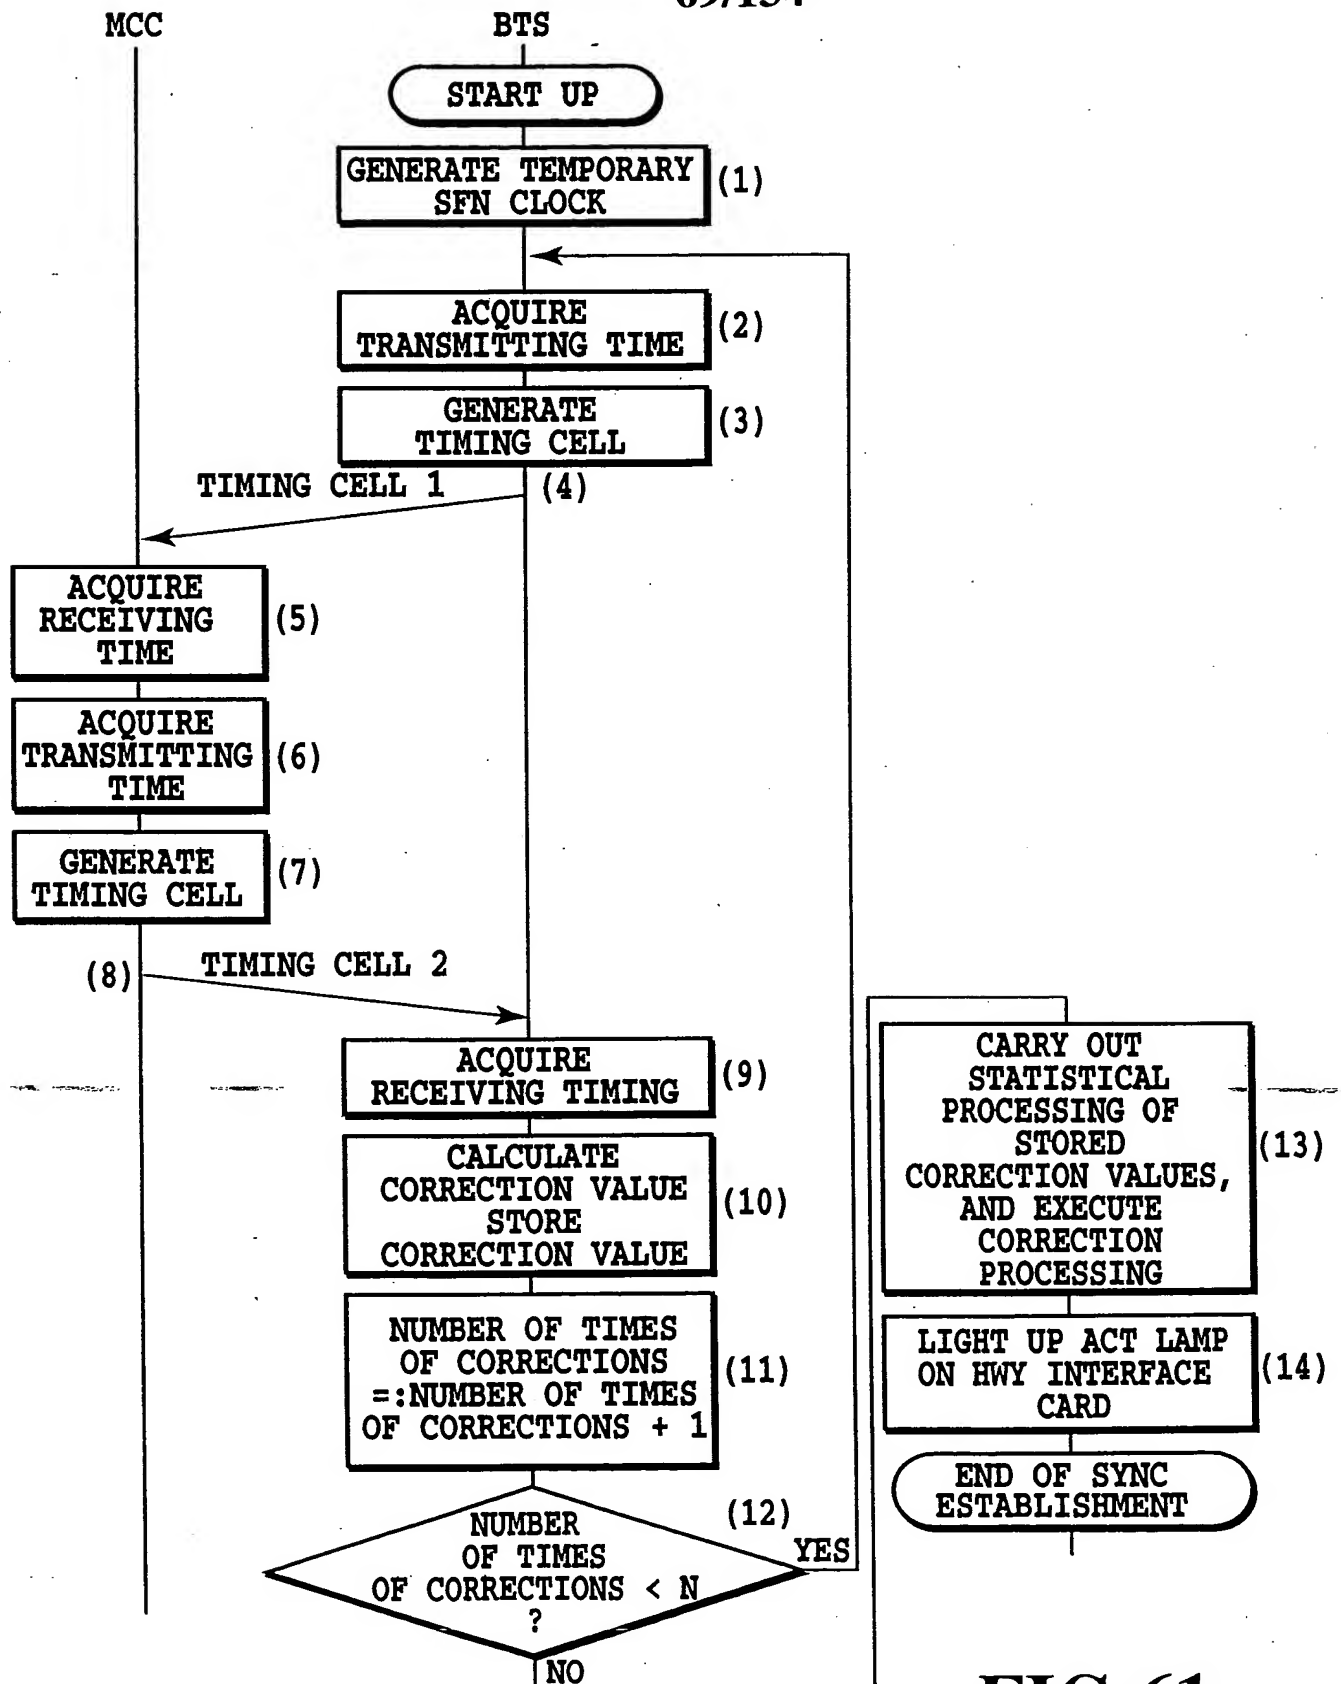 MCC
BTS
START UP
GENERATE TEMPORARY
SFN CLOCK
(1)
ACQUIRE
TRANSMITTING TIME
(2)
GENERATE
TIMING CELL
(3)
TIMING CELL 1
(4)
ACQUIRE
RECEIVING
TIME
(5)
ACQUIRE
TRANSMITTING
TIME
(6)
GENERATE
TIMING CELL
(7)
(8)
TIMING CELL 2
ACQUIRE
RECEIVING TIMING
(9)
CALCULATE
CORRECTION VALUE
STORE
CORRECTION VALUE
(10)
NUMBER OF TIMES
OF CORRECTIONS
=:NUMBER OF TIMES
OF CORRECTIONS + 1
(11)
NUMBER
OF TIMES
OF CORRECTIONS < N
?
(12)
YES
NO
CARRY OUT
STATISTICAL
PROCESSING OF
STORED
CORRECTION VALUES,
AND EXECUTE
CORRECTION
PROCESSING
(13)
LIGHT UP ACT LAMP
ON HWY INTERFACE
CARD
(14)
END OF SYNC
ESTABLISHMENT